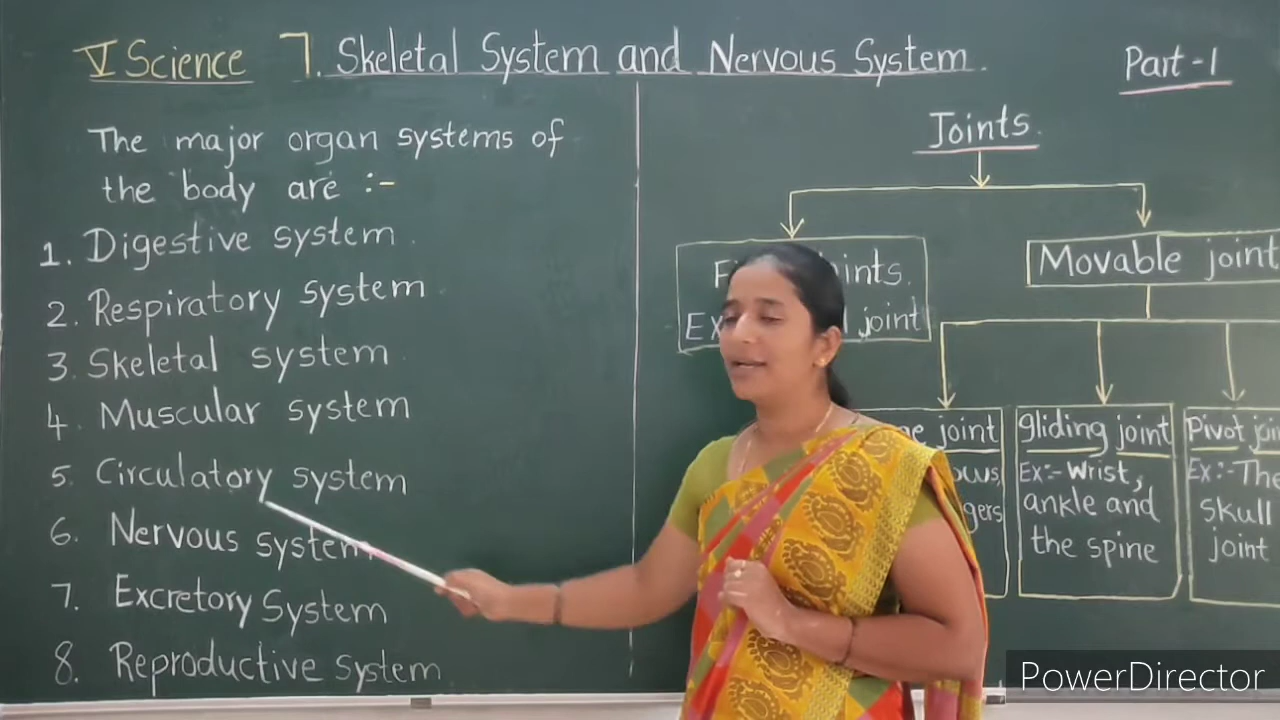 V Science 7. Skeletal System and Nervous System.
Part-1
The major organ systems of
the body are :-
1. Digestive system.
2. Respiratory system.
3. Skeletal system.
4. Muscular system
5. Circulatory system
6. Nervous system
7. Excretory System
8. Reproductive system
Joints.
joint
Movable joint
joint
gliding joint
Ex:- Wrist,
ankle and
the spine
Pivot
Ex:- The
skull
joint
PowerDirector